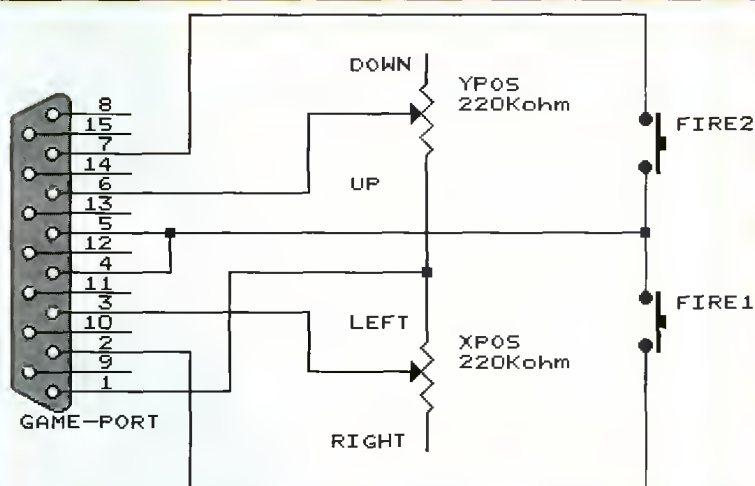 DOWN
YPOS
220Kohm
FIRE2
UP
8
15
7
14
6
13
5
12
4
11
3
10
2
9
1
GAME-PORT
LEFT
XPOS
220Kohm
FIRE1
RIGHT